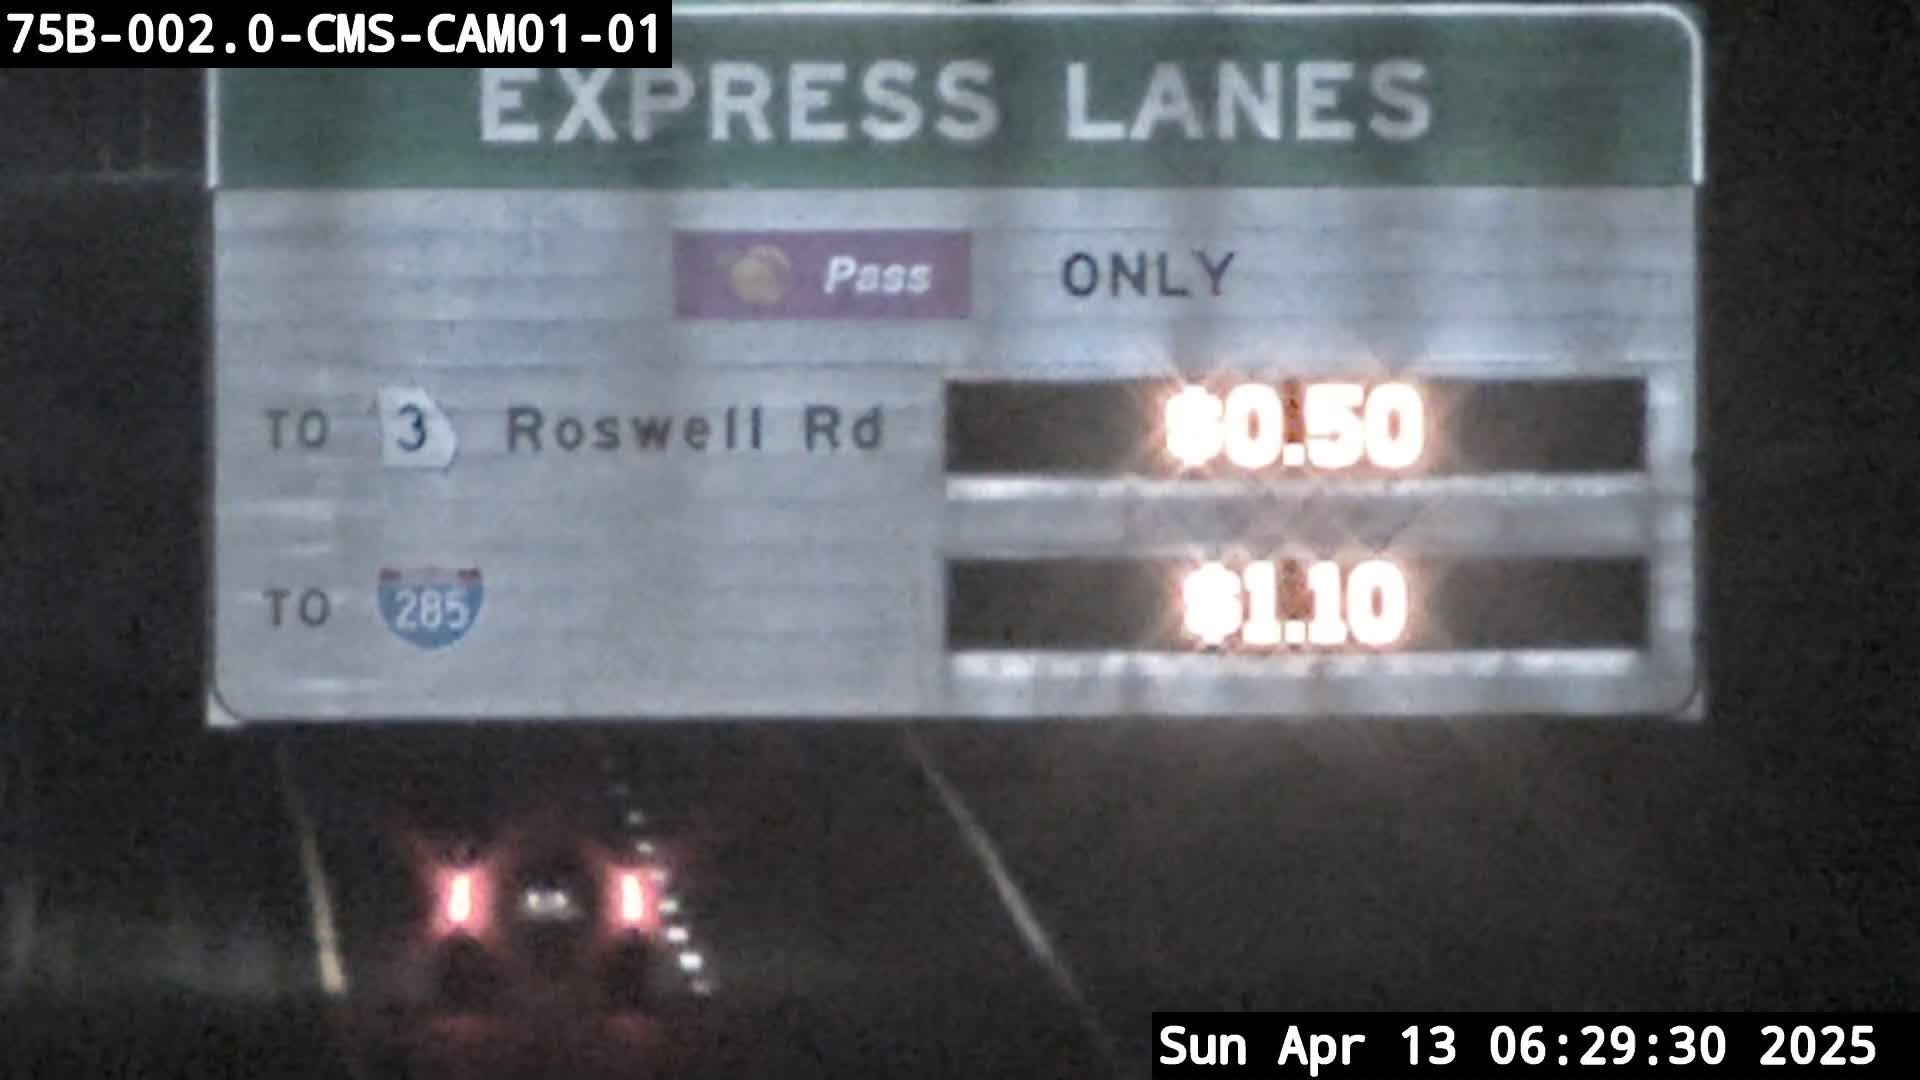 75B-002.0-CMS-CAM01-01
EXPRESS LANES
Pass ONLY
TO 3 Roswell Rd $0.50
TO 285 $1.10
Sun Apr 13 06:29:30 2025